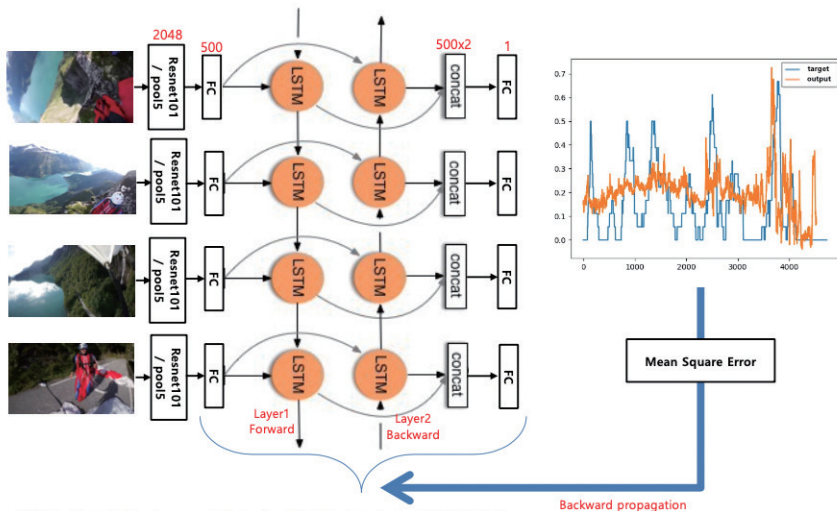 2048
500
500x2
1
Resnet101
/ pool5
FC
LSTM
LSTM
concat
FC
Resnet101
/ pool5
FC
LSTM
LSTM
concat
FC
Resnet101
/ pool5
FC
LSTM
LSTM
concat
FC
Resnet101
/ pool5
FC
LSTM
LSTM
concat
FC
Layer1
Forward
Layer2
Backward
target
output
0.7
0.6
0.5
0.4
0.3
0.2
0.1
0.0
0
1000
2000
3000
4000
Mean Square Error
Backward propagation